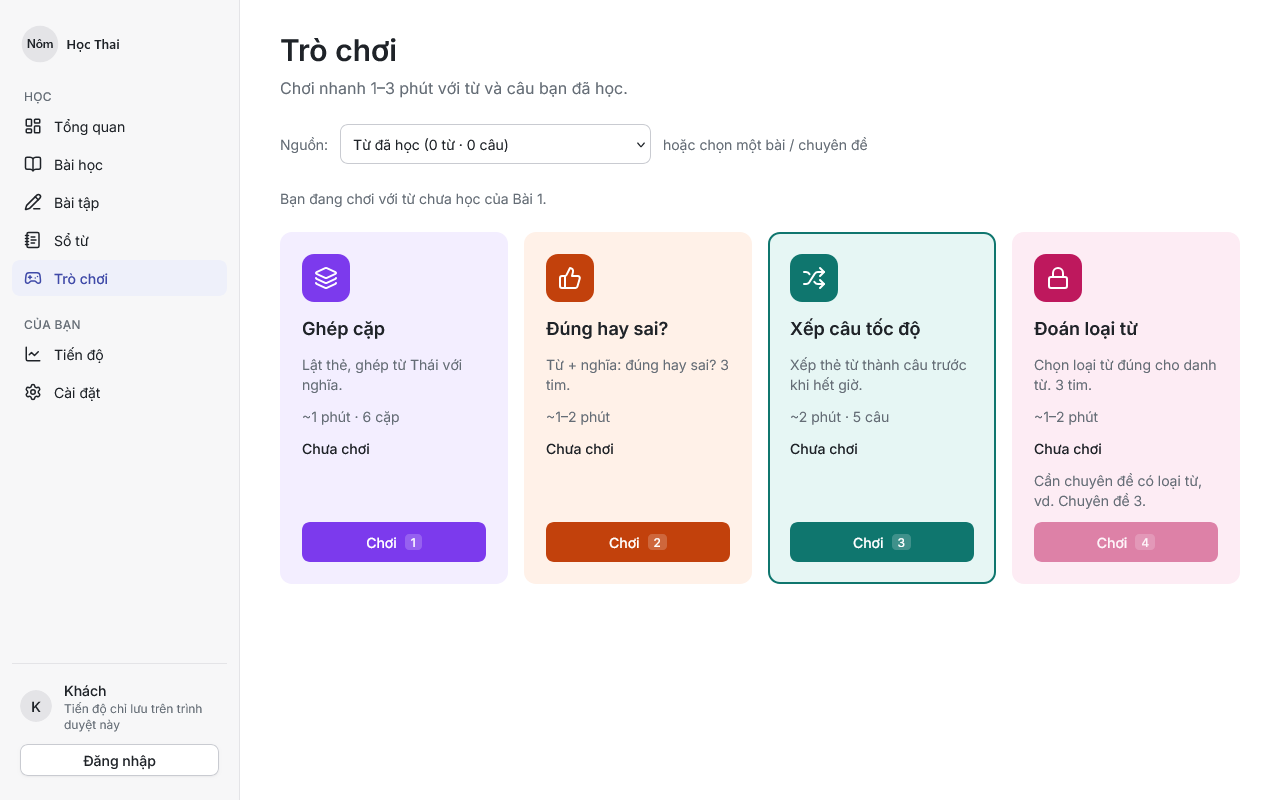 Nôm
Học Thai
HỌC
Tổng quan
Bài học
Bài tập
Sổ từ
Trò chơi
CỦA BẠN
Tiến độ
Cài đặt
K
Khách
Tiến độ chỉ lưu trên trình
duyệt này
Đăng nhập
Trò chơi
Chơi nhanh 1–3 phút với từ và câu bạn đã học.
Nguồn:
Từ đã học (0 từ · 0 câu)
hoặc chọn một bài / chuyên đề
Bạn đang chơi với từ chưa học của Bài 1.
Ghép cặp
Lật thẻ, ghép từ Thái với
nghĩa.
~1 phút · 6 cặp
Chưa chơi
Chơi 1
Đúng hay sai?
Từ + nghĩa: đúng hay sai? 3
tim.
~1–2 phút
Chưa chơi
Chơi 2
Xếp câu tốc độ
Xếp thẻ từ thành câu trước
khi hết giờ.
~2 phút · 5 câu
Chưa chơi
Chơi 3
Đoán loại từ
Chọn loại từ đúng cho danh
từ. 3 tim.
~1–2 phút
Chưa chơi
Cần chuyên đề có loại từ,
vd. Chuyên đề 3.
Chơi 4